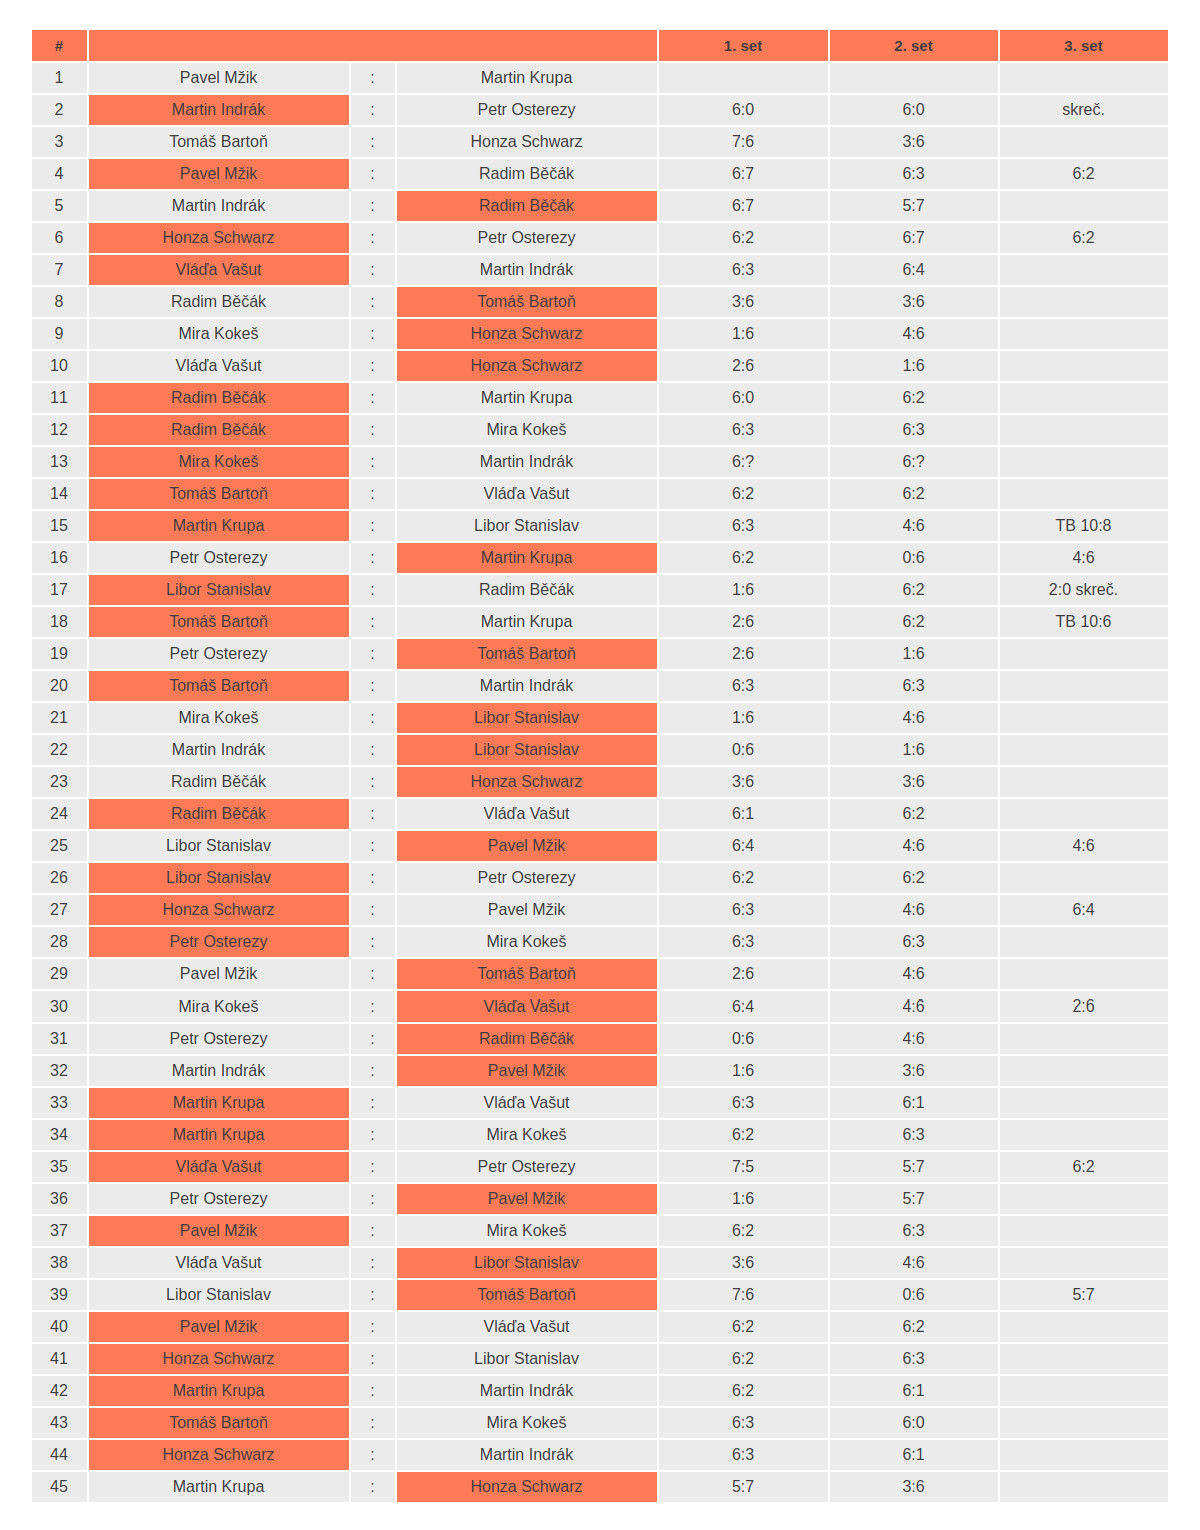 # 1. set 2. set 3. set
1 Pavel Mžik : Martin Krupa
2 Martin Indrák : Petr Osterezy 6:0 6:0 skreč.
3 Tomáš Bartoň : Honza Schwarz 7:6 3:6
4 Pavel Mžik : Radim Běčák 6:7 6:3 6:2
5 Martin Indrák : Radim Běčák 6:7 5:7
6 Honza Schwarz : Petr Osterezy 6:2 6:7 6:2
7 Vláďa Vašut : Martin Indrák 6:3 6:4
8 Radim Běčák : Tomáš Bartoň 3:6 3:6
9 Mira Kokeš : Honza Schwarz 1:6 4:6
10 Vláďa Vašut : Honza Schwarz 2:6 1:6
11 Radim Běčák : Martin Krupa 6:0 6:2
12 Radim Běčák : Mira Kokeš 6:3 6:3
13 Mira Kokeš : Martin Indrák 6:? 6:?
14 Tomáš Bartoň : Vláďa Vašut 6:2 6:2
15 Martin Krupa : Libor Stanislav 6:3 4:6 TB 10:8
16 Petr Osterezy : Martin Krupa 6:2 0:6 4:6
17 Libor Stanislav : Radim Běčák 1:6 6:2 2:0 skreč.
18 Tomáš Bartoň : Martin Krupa 2:6 6:2 TB 10:6
19 Petr Osterezy : Tomáš Bartoň 2:6 1:6
20 Tomáš Bartoň : Martin Indrák 6:3 6:3
21 Mira Kokeš : Libor Stanislav 1:6 4:6
22 Martin Indrák : Libor Stanislav 0:6 1:6
23 Radim Běčák : Honza Schwarz 3:6 3:6
24 Radim Běčák : Vláďa Vašut 6:1 6:2
25 Libor Stanislav : Pavel Mžik 6:4 4:6 4:6
26 Libor Stanislav : Petr Osterezy 6:2 6:2
27 Honza Schwarz : Pavel Mžik 6:3 4:6 6:4
28 Petr Osterezy : Mira Kokeš 6:3 6:3
29 Pavel Mžik : Tomáš Bartoň 2:6 4:6
30 Mira Kokeš : Vláďa Vašut 6:4 4:6 2:6
31 Petr Osterezy : Radim Běčák 0:6 4:6
32 Martin Indrák : Pavel Mžik 1:6 3:6
33 Martin Krupa : Vláďa Vašut 6:3 6:1
34 Martin Krupa : Mira Kokeš 6:2 6:3
35 Vláďa Vašut : Petr Osterezy 7:5 5:7 6:2
36 Petr Osterezy : Pavel Mžik 1:6 5:7
37 Pavel Mžik : Mira Kokeš 6:2 6:3
38 Vláďa Vašut : Libor Stanislav 3:6 4:6
39 Libor Stanislav : Tomáš Bartoň 7:6 0:6 5:7
40 Pavel Mžik : Vláďa Vašut 6:2 6:2
41 Honza Schwarz : Libor Stanislav 6:2 6:3
42 Martin Krupa : Martin Indrák 6:2 6:1
43 Tomáš Bartoň : Mira Kokeš 6:3 6:0
44 Honza Schwarz : Martin Indrák 6:3 6:1
45 Martin Krupa : Honza Schwarz 5:7 3:6